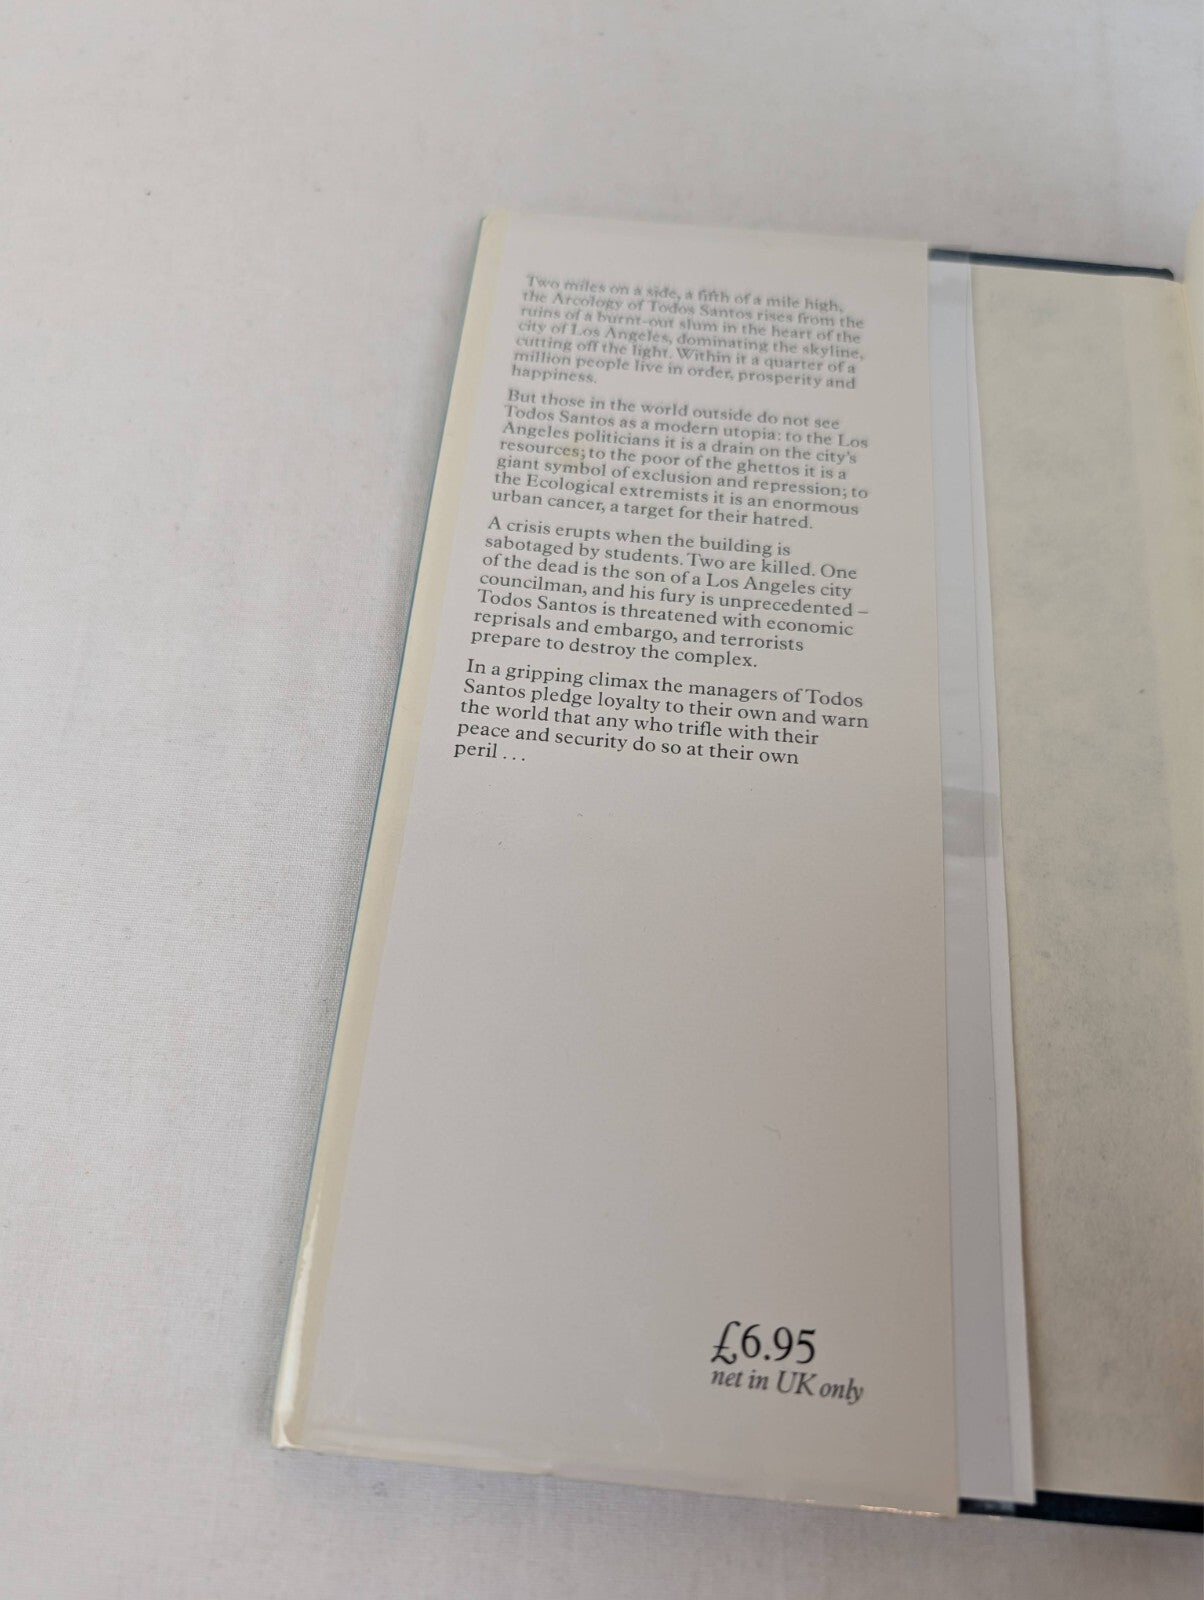 Two miles on a side, a fifth of a mile high,
the Arcology of Todos Santos rises from the
ruins of a burnt-out slum in the heart of the
city of Los Angeles, dominating the skyline,
cutting off the light. Within it a quarter of a
million people live in order, prosperity and
happiness.
But those in the world outside do not see
Todos Santos as a modern utopia: to the Los
Angeles politicians it is a drain on the city's
resources; to the poor of the ghettos it is a
giant symbol of exclusion and repression; to
the Ecological extremists it is an enormous
urban cancer, a target for their hatred.
A crisis erupts when the building is
sabotaged by students. Two are killed. One
of the dead is the son of a Los Angeles city
councilman, and his fury is unprecedented –
Todos Santos is threatened with economic
reprisals and embargo, and terrorists
prepare to destroy the complex.
In a gripping climax the managers of Todos
Santos pledge loyalty to their own and warn
the world that any who trifle with their
peace and security do so at their own
peril . . .
£6.95
net in UK only